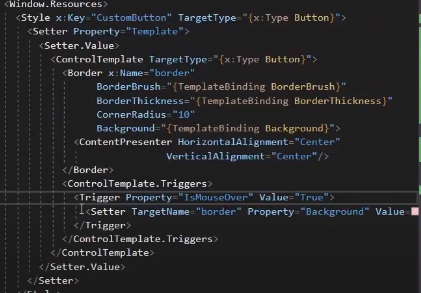 <Window.Resources>
<Style x:Key="CustomButton" TargetType="{x:Type Button}">
<Setter Property="Template">
<Setter.Value>
<ControlTemplate TargetType="{x:Type Button}">
<Border x:Name="border"
BorderBrush="{TemplateBinding BorderBrush}"
BorderThickness="{TemplateBinding BorderThickness}"
CornerRadius="10"
Background="{TemplateBinding Background}">
<ContentPresenter HorizontalAlignment="Center"
VerticalAlignment="Center"/>
</Border>
<ControlTemplate.Triggers>
<Trigger Property="IsMouseOver" Value="True">
<Setter TargetName="border" Property="Background" Value=
</Trigger>
</ControlTemplate.Triggers>
</ControlTemplate>
</Setter.Value>
</Setter>